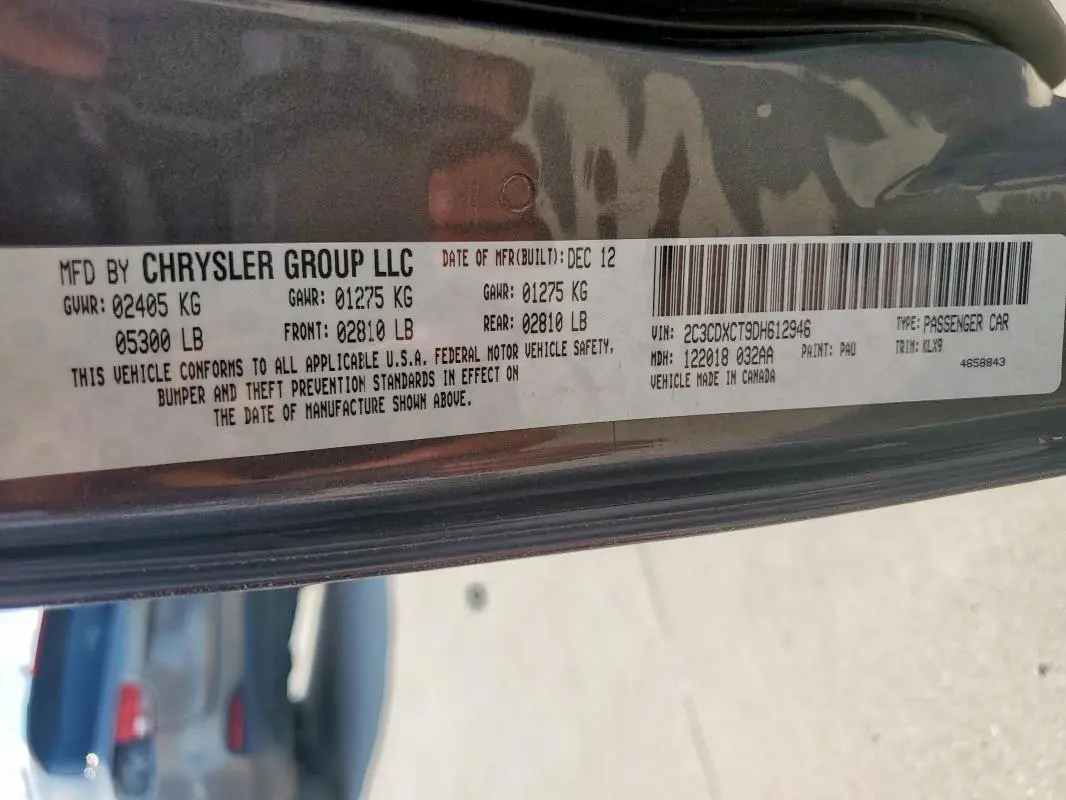 MFD BY CHRYSLER GROUP LLC
DATE OF MFR(BUILT): DEC 12
GVWR: 02405 KG
GAWR: 01275 KG
GAWR: 01275 KG
05300 LB
FRONT: 02810 LB
REAR: 02810 LB
THIS VEHICLE CONFORMS TO ALL APPLICABLE U.S.A. FEDERAL MOTOR VEHICLE SAFETY,
BUMPER AND THEFT PREVENTION STANDARDS IN EFFECT ON
THE DATE OF MANUFACTURE SHOWN ABOVE.
VIN: 2C3CDXCT9DH612946
TYPE: PASSENGER CAR
MDH: 122018 032AA
PAINT: PAU
TRIM: KLX9
VEHICLE MADE IN CANADA
4658843